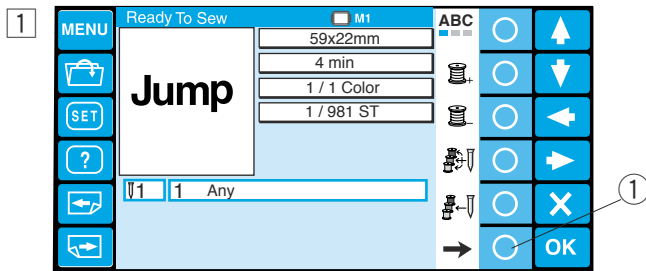 1
MENU
Ready To Sew
M1
ABC
59x22mm
4 min
1 / 1 Color
1 / 981 ST
Jump
SET
?
1
1 Any
1
OK